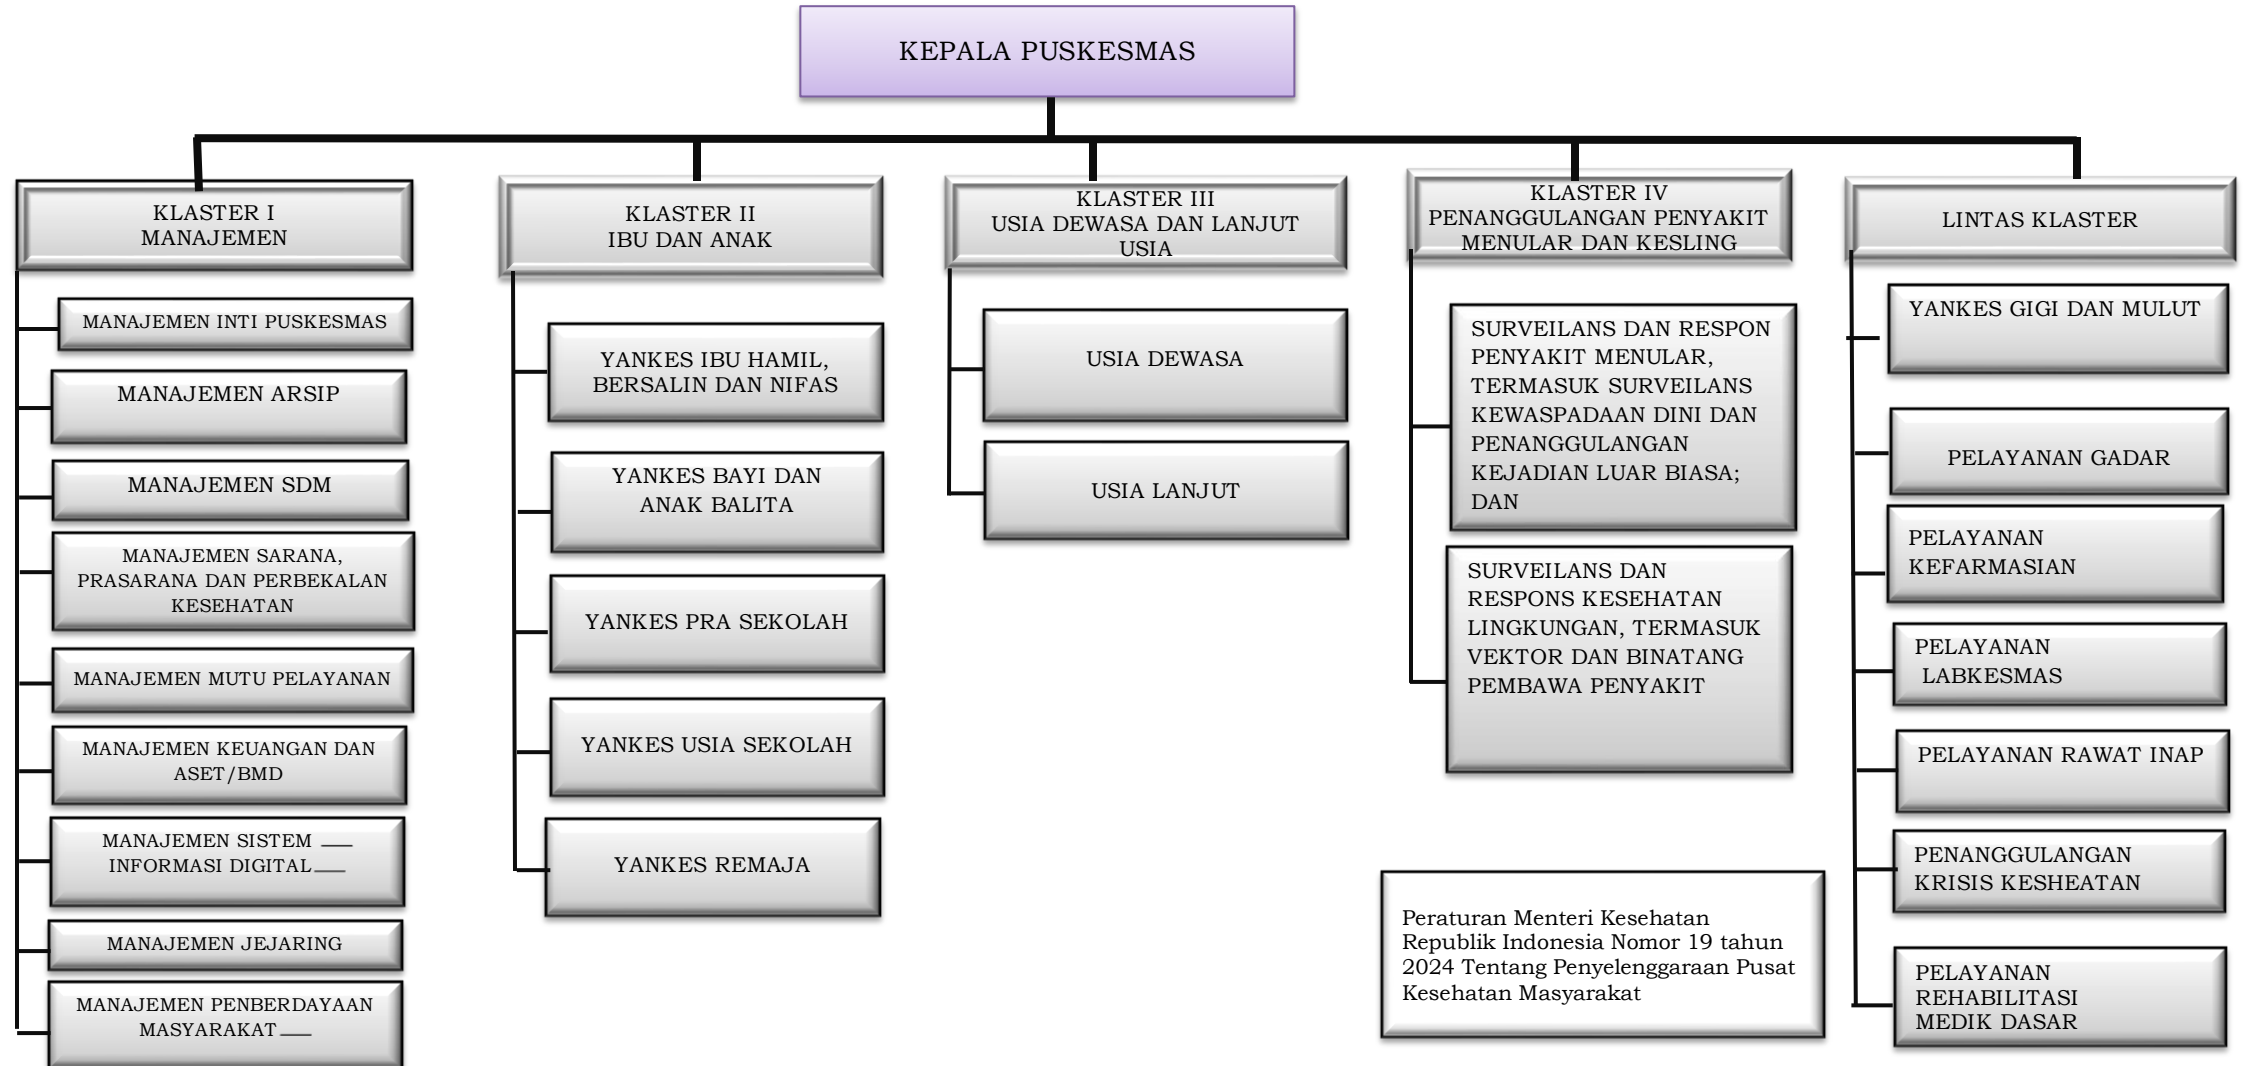 KEPALA PUSKESMAS
KLASTER I
MANAJEMEN
MANAJEMEN INTI PUSKESMAS
MANAJEMEN ARSIP
MANAJEMEN SDM
MANAJEMEN SARANA,
PRASARANA DAN PERBEKALAN
KESEHATAN
MANAJEMEN MUTU PELAYANAN
MANAJEMEN KEUANGAN DAN
ASET/BMD
MANAJEMEN SISTEM
INFORMASI DIGITAL
MANAJEMEN JEJARING
MANAJEMEN PENBERDAYAAN
MASYARAKAT
KLASTER II
IBU DAN ANAK
YANKES IBU HAMIL,
BERSALIN DAN NIFAS
YANKES BAYI DAN
ANAK BALITA
YANKES PRA SEKOLAH
YANKES USIA SEKOLAH
YANKES REMAJA
KLASTER III
USIA DEWASA DAN LANJUT
USIA
USIA DEWASA
USIA LANJUT
KLASTER IV
PENANGGULANGAN PENYAKIT
MENULAR DAN KESLING
SURVEILANS DAN RESPON
PENYAKIT MENULAR,
TERMASUK SURVEILANS
KEWASPADAAN DINI DAN
PENANGGULANGAN
KEJADIAN LUAR BIASA;
DAN
SURVEILANS DAN
RESPONS KESEHATAN
LINGKUNGAN, TERMASUK
VEKTOR DAN BINATANG
PEMBAWA PENYAKIT
LINTAS KLASTER
YANKES GIGI DAN MULUT
PELAYANAN GADAR
PELAYANAN
KEFARMASIAN
PELAYANAN
LABKESMAS
PELAYANAN RAWAT INAP
PENANGGULANGAN
KRISIS KESHEATAN
PELAYANAN
REHABILITASI
MEDIK DASAR
Peraturan Menteri Kesehatan
Republik Indonesia Nomor 19 tahun
2024 Tentang Penyelenggaraan Pusat
Kesehatan Masyarakat